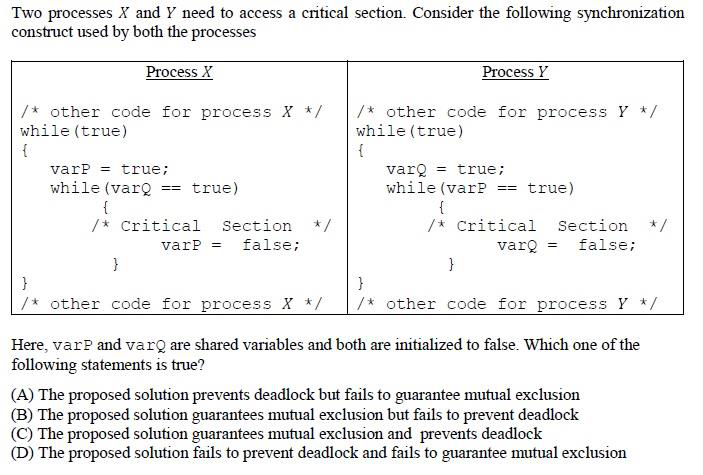 Two processes X and Y need to access a critical section. Consider the following synchronization
construct used by both the processes
Process X
/* other code for process X */
while(true)
{
varP = true;
while(varQ == true)
{
/* Critical Section */
varP = false;
}
}
/* other code for process X */
Process Y
/* other code for process Y */
while(true)
{
varQ = true;
while(varP == true)
{
/* Critical Section */
varQ = false;
}
}
/* other code for process Y */
Here, varP and varQ are shared variables and both are initialized to false. Which one of the
following statements is true?
(A) The proposed solution prevents deadlock but fails to guarantee mutual exclusion
(B) The proposed solution guarantees mutual exclusion but fails to prevent deadlock
(C) The proposed solution guarantees mutual exclusion and prevents deadlock
(D) The proposed solution fails to prevent deadlock and fails to guarantee mutual exclusion